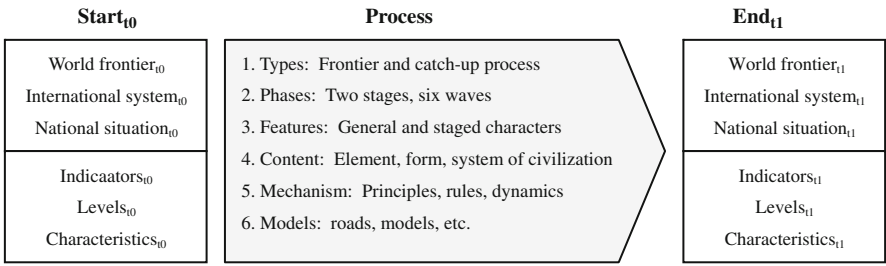 Start_t0
World frontier_t0
International system_t0
National situation_t0
Indicaators_t0
Levels_t0
Characteristics_t0
Process
1. Types: Frontier and catch-up process
2. Phases: Two stages, six waves
3. Features: General and staged characters
4. Content: Element, form, system of civilization
5. Mechanism: Principles, rules, dynamics
6. Models: roads, models, etc.
End_t1
World frontier_t1
International system_t1
National situation_t1
Indicators_t1
Levels_t1
Characteristics_t1